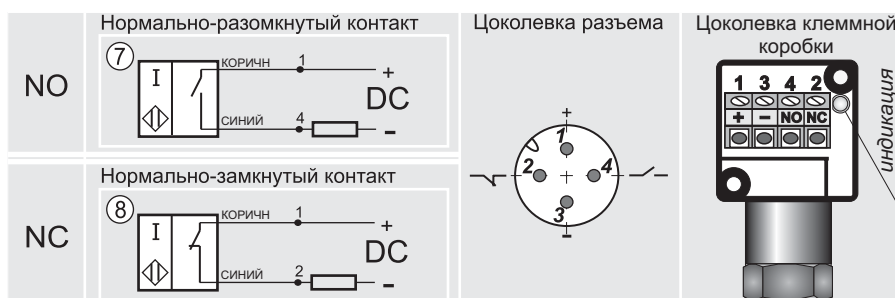 NO
Нормально-разомкнутый контакт
7
I
КОРИЧН
1
+
DC
СИНИЙ
4
-
NC
Нормально-замкнутый контакт
8
I
КОРИЧН
1
+
DC
СИНИЙ
2
-
Цоколевка разъема
+
1
2
4
3
-
Цоколевка клеммной
коробки
1 3 4 2
+ - NO NC
индикация